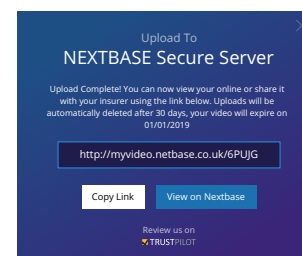 Upload To
NEXTBASE Secure Server
Upload Complete! You can now view your online or share it
with your insurer using the link below. Uploads will be
automatically deleted after 30 days, your video will expire on
01/01/2019
http://myvideo.netbase.co.uk/6PUJG
Copy Link View on Nextbase
Review us on
TRUSTPILOT